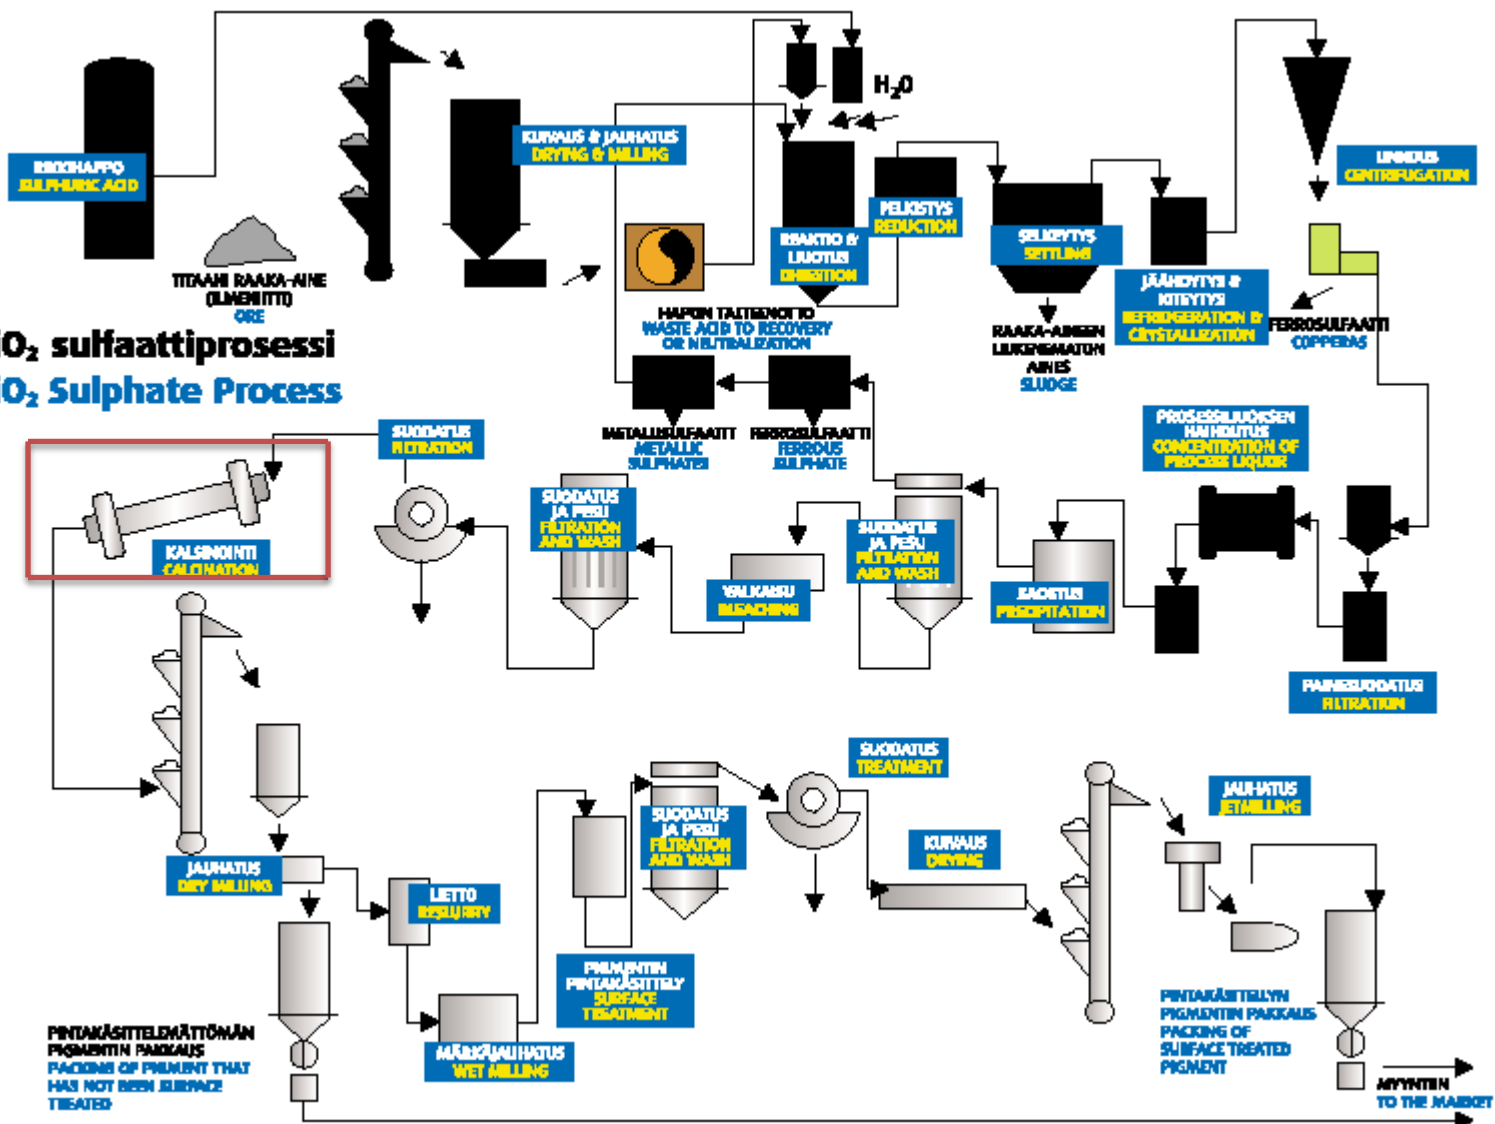 H₂O
KUIVAUS & JAUHATUS
DRYING & MILLING
RIKKIHAPPO
SULPHURIC ACID
LINKOUS
CENTRIFUGATION
PELKISTYS
REDUCTION
REAKTIO &
LIUOTUS
DIGESTION
SELKEYTYS
SETTLING
TITAANI RAAKA-AINE
(ILMENIITTI)
ORE
JÄÄHDYTYS &
KITEYTYS
REFRIDGERATION &
CRYSTALLIZATION
HAPON TALTEENOTTO
WASTE ACID TO RECOVERY
OR NEUTRALIZATION
RAAKA-AINEEN
LIUKENEMATON
AINES
SLUDGE
FERROSULFAATTI
COPPERAS
iO₂ sulfaattiprosessi
iO₂ Sulphate Process
METALLISULFAATIT
METALLIC
SULPHATES
FERROSULFAATTI
FERROUS
SULPHATE
PROSESSILIUOKSEN
HAIHDUTUS
CONCENTRATION OF
PROCESS LIQUOR
SUODATUS
FILTRATION
SUODATUS
JA PESU
FILTRATION
AND WASH
SUODATUS
JA PESU
FILTRATION
AND WASH
KALSINOINTI
CALCINATION
VALKAISU
BLEACHING
SAOSTUS
PRECIPITATION
PAINESUODATUS
FILTRATION
SUODATUS
TREATMENT
JAUHATUS
JETMILLING
SUODATUS
JA PESU
FILTRATION
AND WASH
KUIVAUS
DRYING
JAUHATUS
DRY MILLING
LIETTO
RESLURRY
PIGMENTIN
PINTAKÄSITTELY
SURFACE
TREATMENT
MÄRKÄJAUHATUS
WET MILLING
PINTAKÄSITTELEMÄTTÖMÄN
PIGMENTIN PAKKAUS
PACKING OF PIGMENT THAT
HAS NOT BEEN SURFACE
TREATED
PINTAKÄSITELLYN
PIGMENTIN PAKKAUS
PACKING OF
SURFACE TREATED
PIGMENT
MYYNTIIN
TO THE MARKET